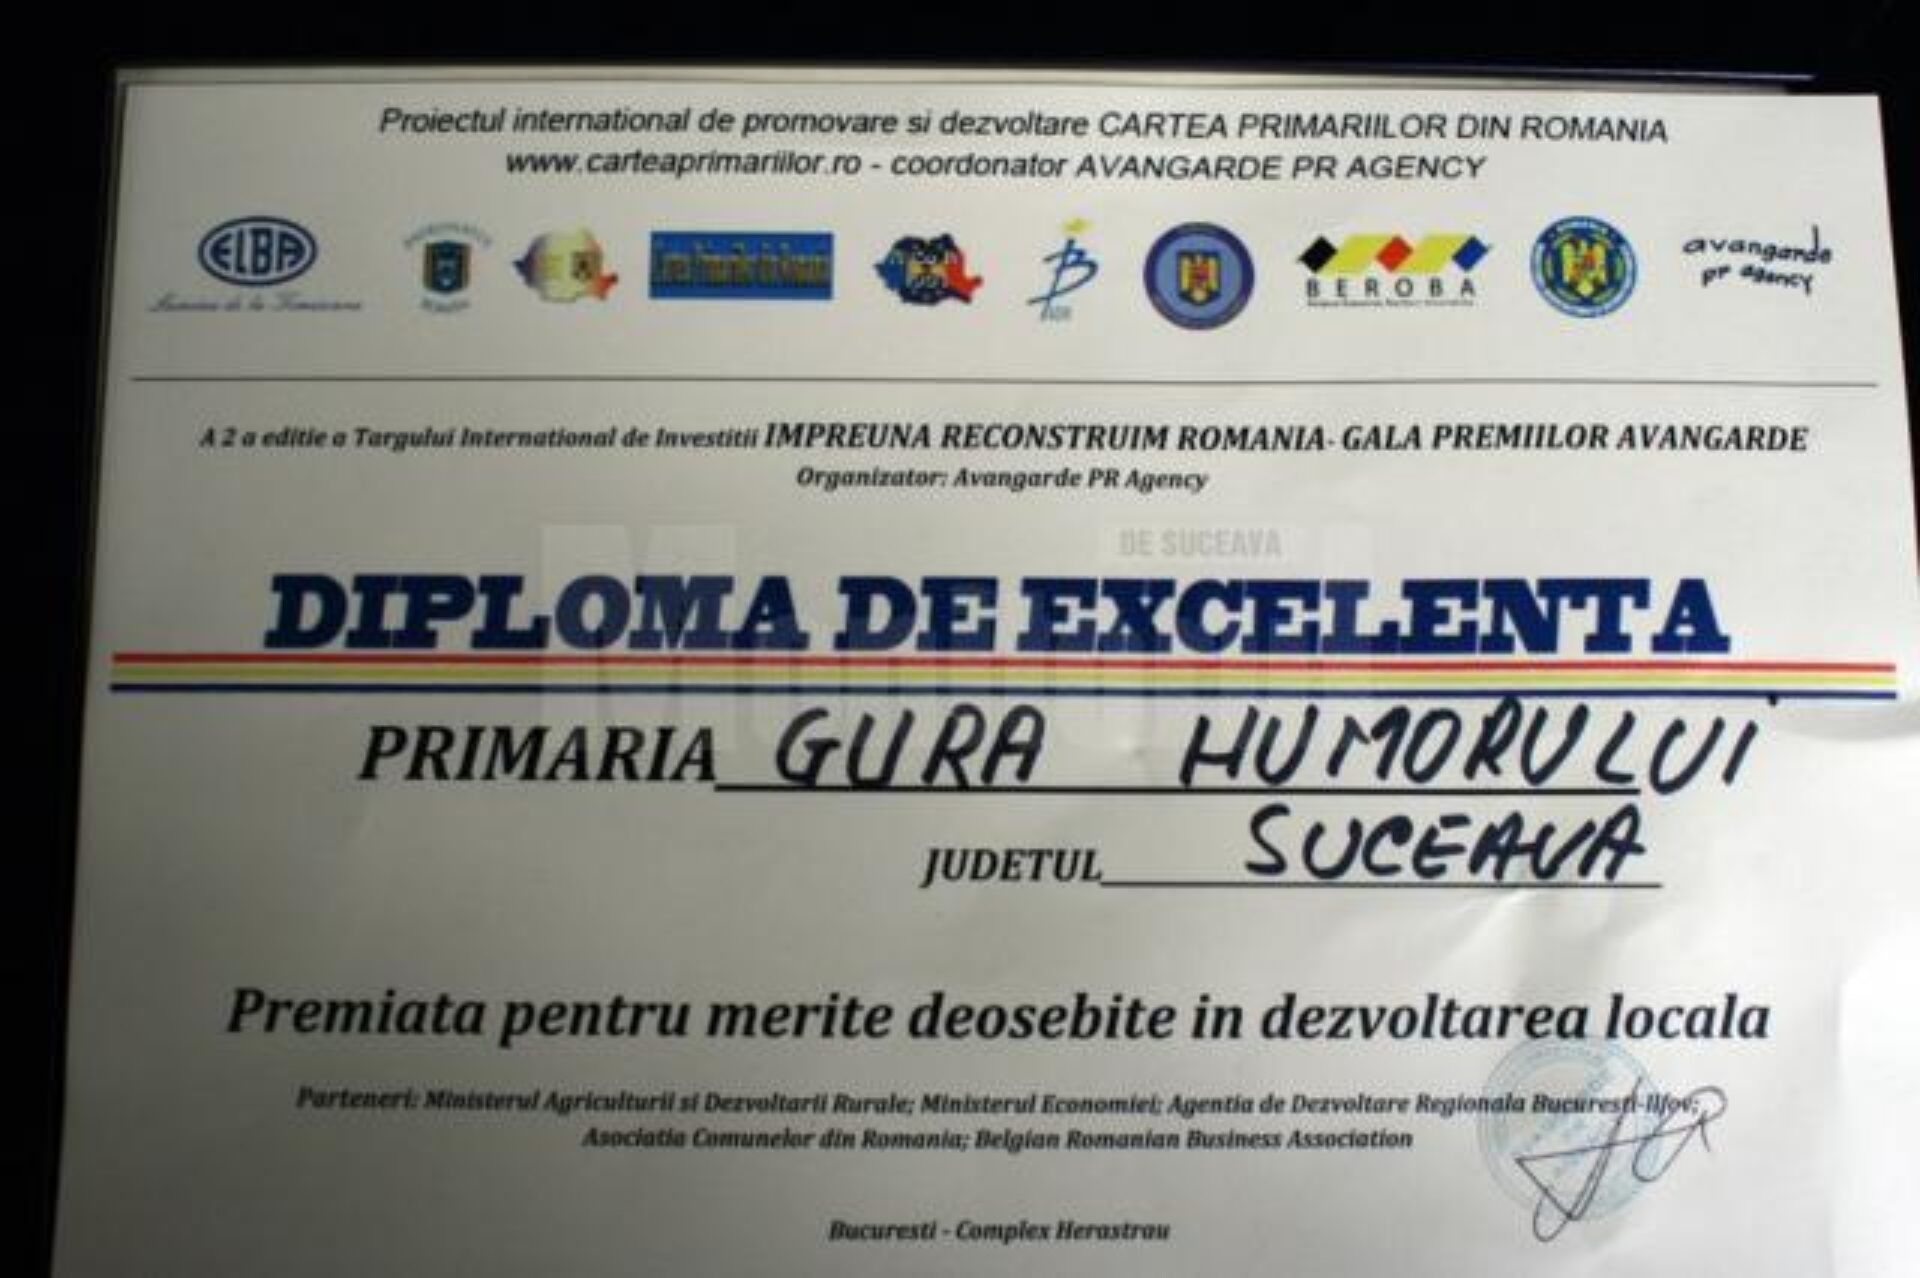 Proiectul international de promovare si dezvoltare CARTEA PRIMARIILOR DIN ROMANIA
www.carteaprimariilor.ro - coordonator AVANGARDE PR AGENCY
ELBA
BEROBA
avangarde
pr agency
A 2 a editie a Targului International de Investitii IMPREUNA RECONSTRUIM ROMANIA- GALA PREMIILOR AVANGARDE
Organizator: Avangarde PR Agency
DE SUCEAVA
DIPLOMA DE EXCELENTA
PRIMARIA GURA HUMORULUI
JUDETUL SUCEAVA
Premiata pentru merite deosebite in dezvoltarea locala
Parteneri: Ministerul Agriculturii si Dezvoltarii Rurale; Ministerul Economiei; Agentia de Dezvoltare Regionala Bucuresti-Ilfov;
Asociatia Comunelor din Romania; Belgian Romanian Business Association
Bucuresti - Complex Herastrau